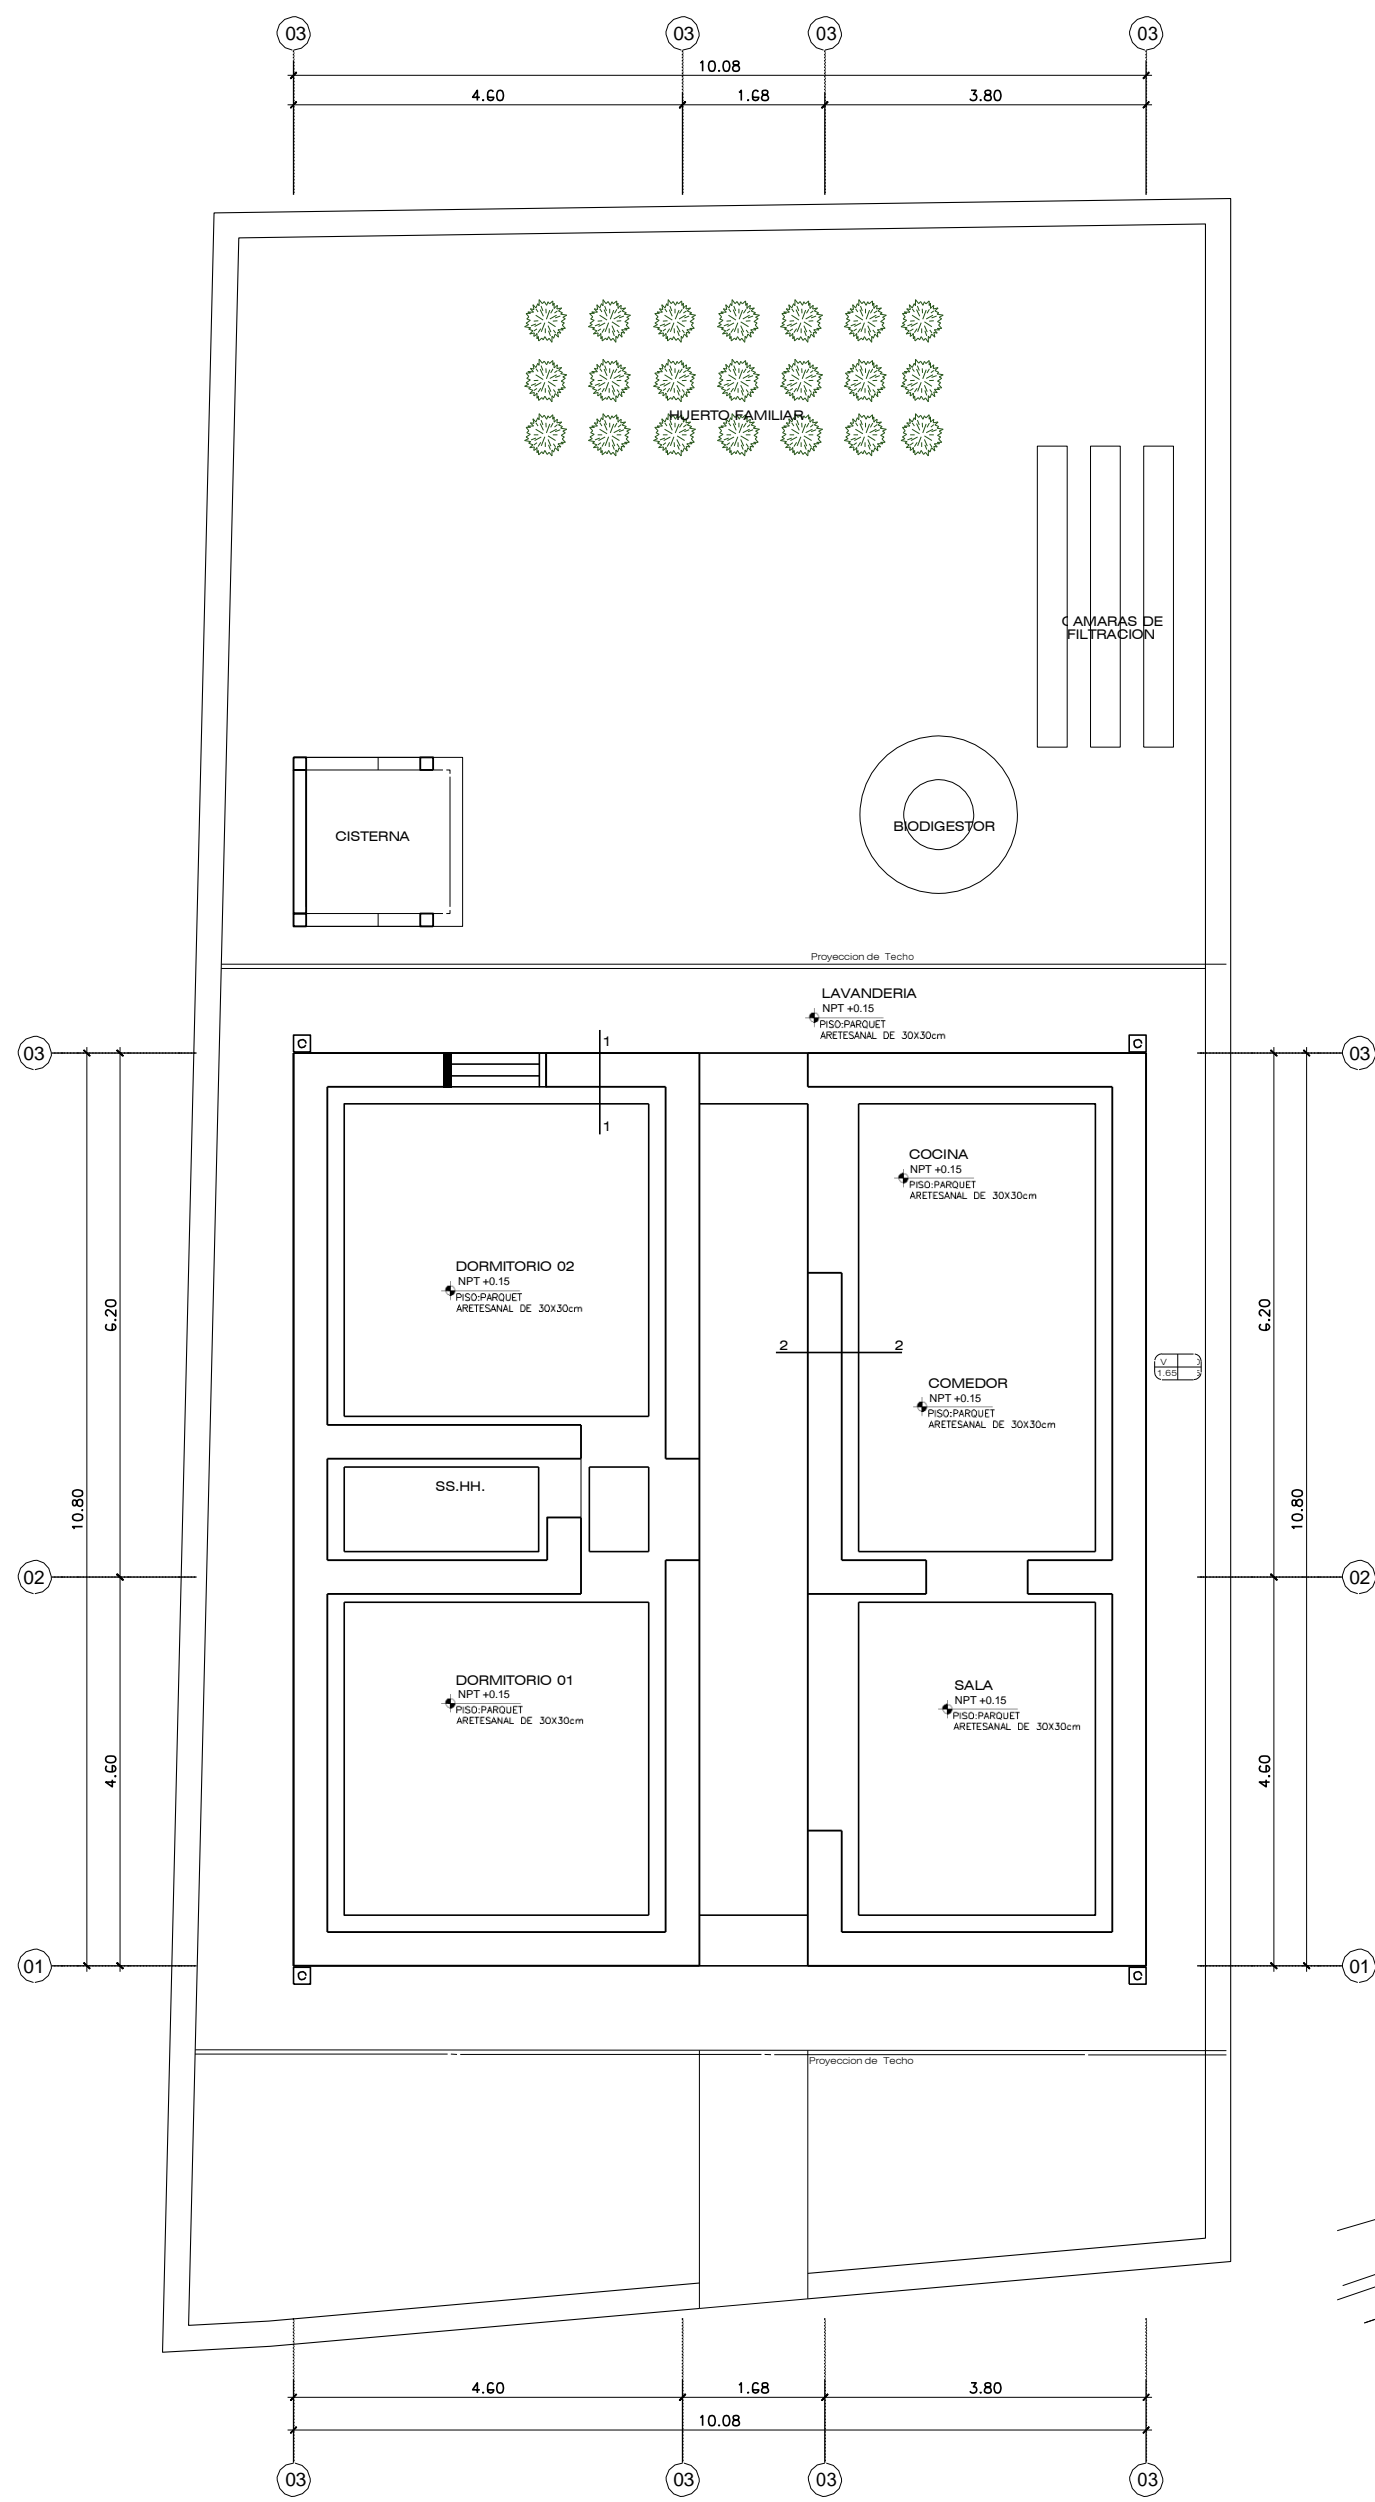 03 03 03 03
10.08
4.60 1.68 3.80
HUERTO FAMILIAR
CAMARAS DE
FILTRACION
CISTERNA
BIODIGESTOR
Proyeccion de Techo
LAVANDERIA
NPT +0.15
PISO:PARQUET
ARETESANAL DE 30X30cm
C C
03 03
1
1
COCINA
NPT +0.15
PISO:PARQUET
ARETESANAL DE 30X30cm
DORMITORIO 02
NPT +0.15
PISO:PARQUET
ARETESANAL DE 30X30cm
6.20 6.20
2 2
V
1.65
COMEDOR
NPT +0.15
PISO:PARQUET
ARETESANAL DE 30X30cm
SS.HH.
10.80 10.80
02 02
DORMITORIO 01
NPT +0.15
PISO:PARQUET
ARETESANAL DE 30X30cm
SALA
NPT +0.15
PISO:PARQUET
ARETESANAL DE 30X30cm
4.60 4.60
01 01
C C
Proyeccion de Techo
4.60 1.68 3.80
10.08
03 03 03 03